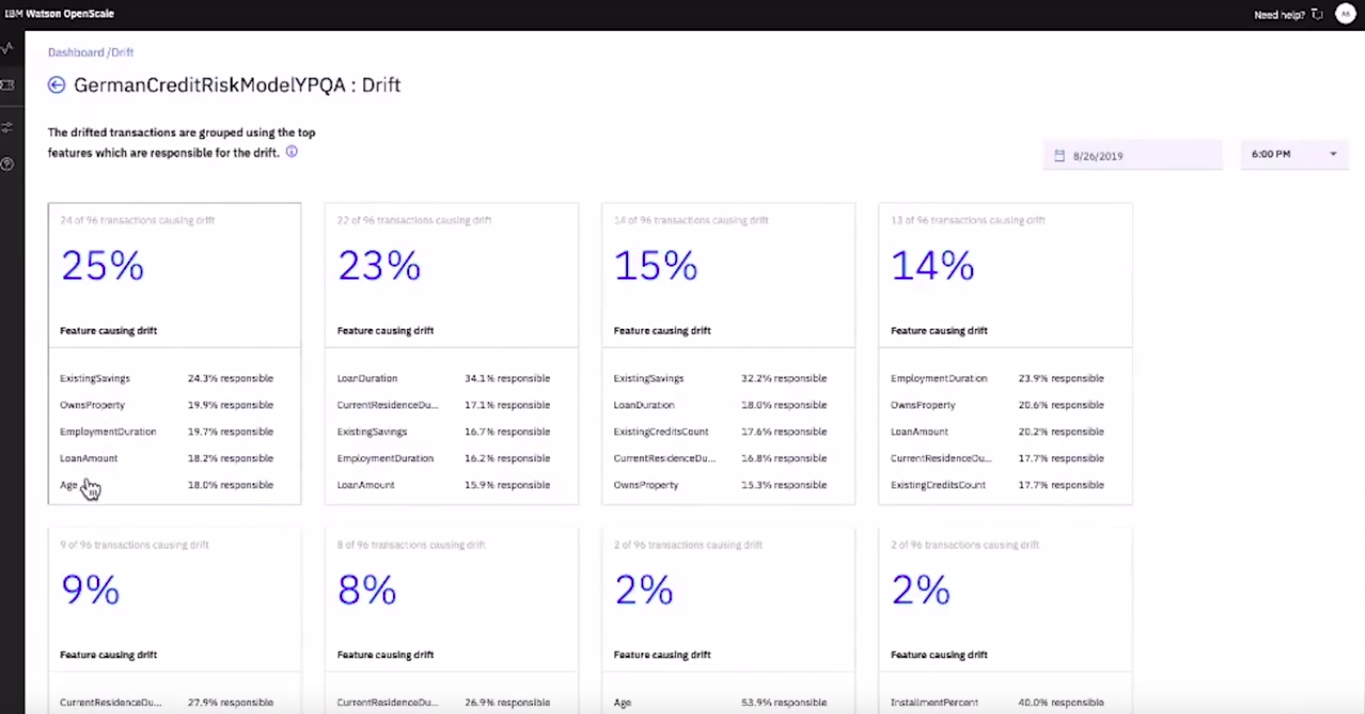 IBM Watson OpenScale
Need help?
Dashboard /Drift
GermanCreditRiskModelYPQA : Drift
The drifted transactions are grouped using the top
features which are responsible for the drift.
8/26/2019
6:00 PM
24 of 96 transactions causing drift
25%
Feature causing drift
ExistingSavings 24.3% responsible
OwnsProperty 19.9% responsible
EmploymentDuration 19.7% responsible
LoanAmount 18.2% responsible
Age 18.0% responsible
22 of 96 transactions causing drift
23%
Feature causing drift
LoanDuration 34.1% responsible
CurrentResidenceDu... 17.1% responsible
ExistingSavings 16.7% responsible
EmploymentDuration 16.2% responsible
LoanAmount 15.9% responsible
14 of 96 transactions causing drift
15%
Feature causing drift
ExistingSavings 32.2% responsible
LoanDuration 18.0% responsible
ExistingCreditsCount 17.6% responsible
CurrentResidenceDu... 16.8% responsible
OwnsProperty 15.3% responsible
13 of 96 transactions causing drift
14%
Feature causing drift
EmploymentDuration 23.9% responsible
OwnsProperty 20.6% responsible
LoanAmount 20.2% responsible
CurrentResidenceDu... 17.7% responsible
ExistingCreditsCount 17.7% responsible
9 of 96 transactions causing drift
9%
Feature causing drift
CurrentResidenceDu... 27.9% responsible
8 of 96 transactions causing drift
8%
Feature causing drift
CurrentResidenceDu... 26.9% responsible
2 of 96 transactions causing drift
2%
Feature causing drift
Age 53.9% responsible
2 of 96 transactions causing drift
2%
Feature causing drift
InstallmentPercent 40.0% responsible